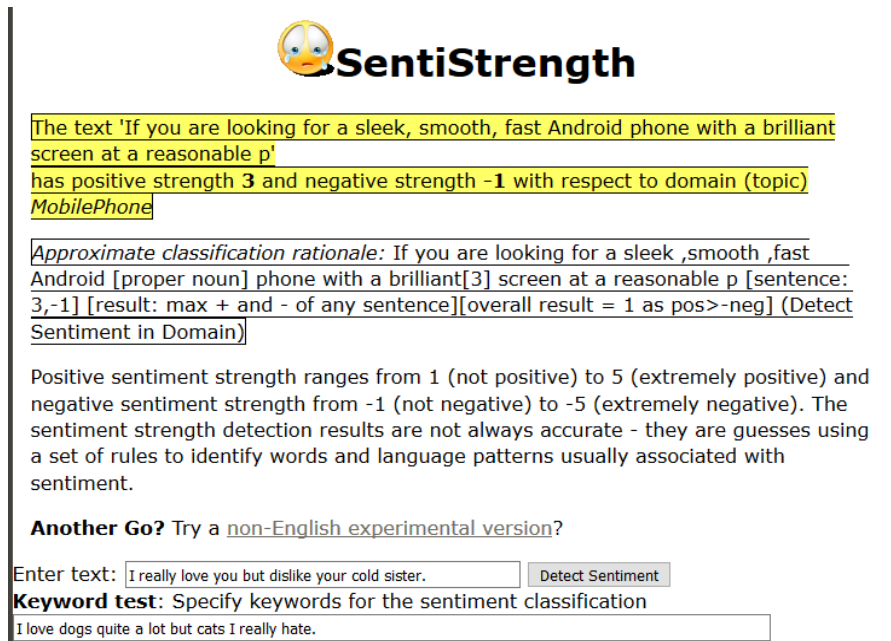 SentiStrength
The text 'If you are looking for a sleek, smooth, fast Android phone with a brilliant
screen at a reasonable p'
has positive strength 3 and negative strength -1 with respect to domain (topic)
MobilePhone
Approximate classification rationale: If you are looking for a sleek ,smooth ,fast
Android [proper noun] phone with a brilliant[3] screen at a reasonable p [sentence:
3,-1] [result: max + and - of any sentence][overall result = 1 as pos>-neg] (Detect
Sentiment in Domain)
Positive sentiment strength ranges from 1 (not positive) to 5 (extremely positive) and
negative sentiment strength from -1 (not negative) to -5 (extremely negative). The
sentiment strength detection results are not always accurate - they are guesses using
a set of rules to identify words and language patterns usually associated with
sentiment.
Another Go? Try a non-English experimental version?
Enter text: I really love you but dislike your cold sister. Detect Sentiment
Keyword test: Specify keywords for the sentiment classification
I love dogs quite a lot but cats I really hate.